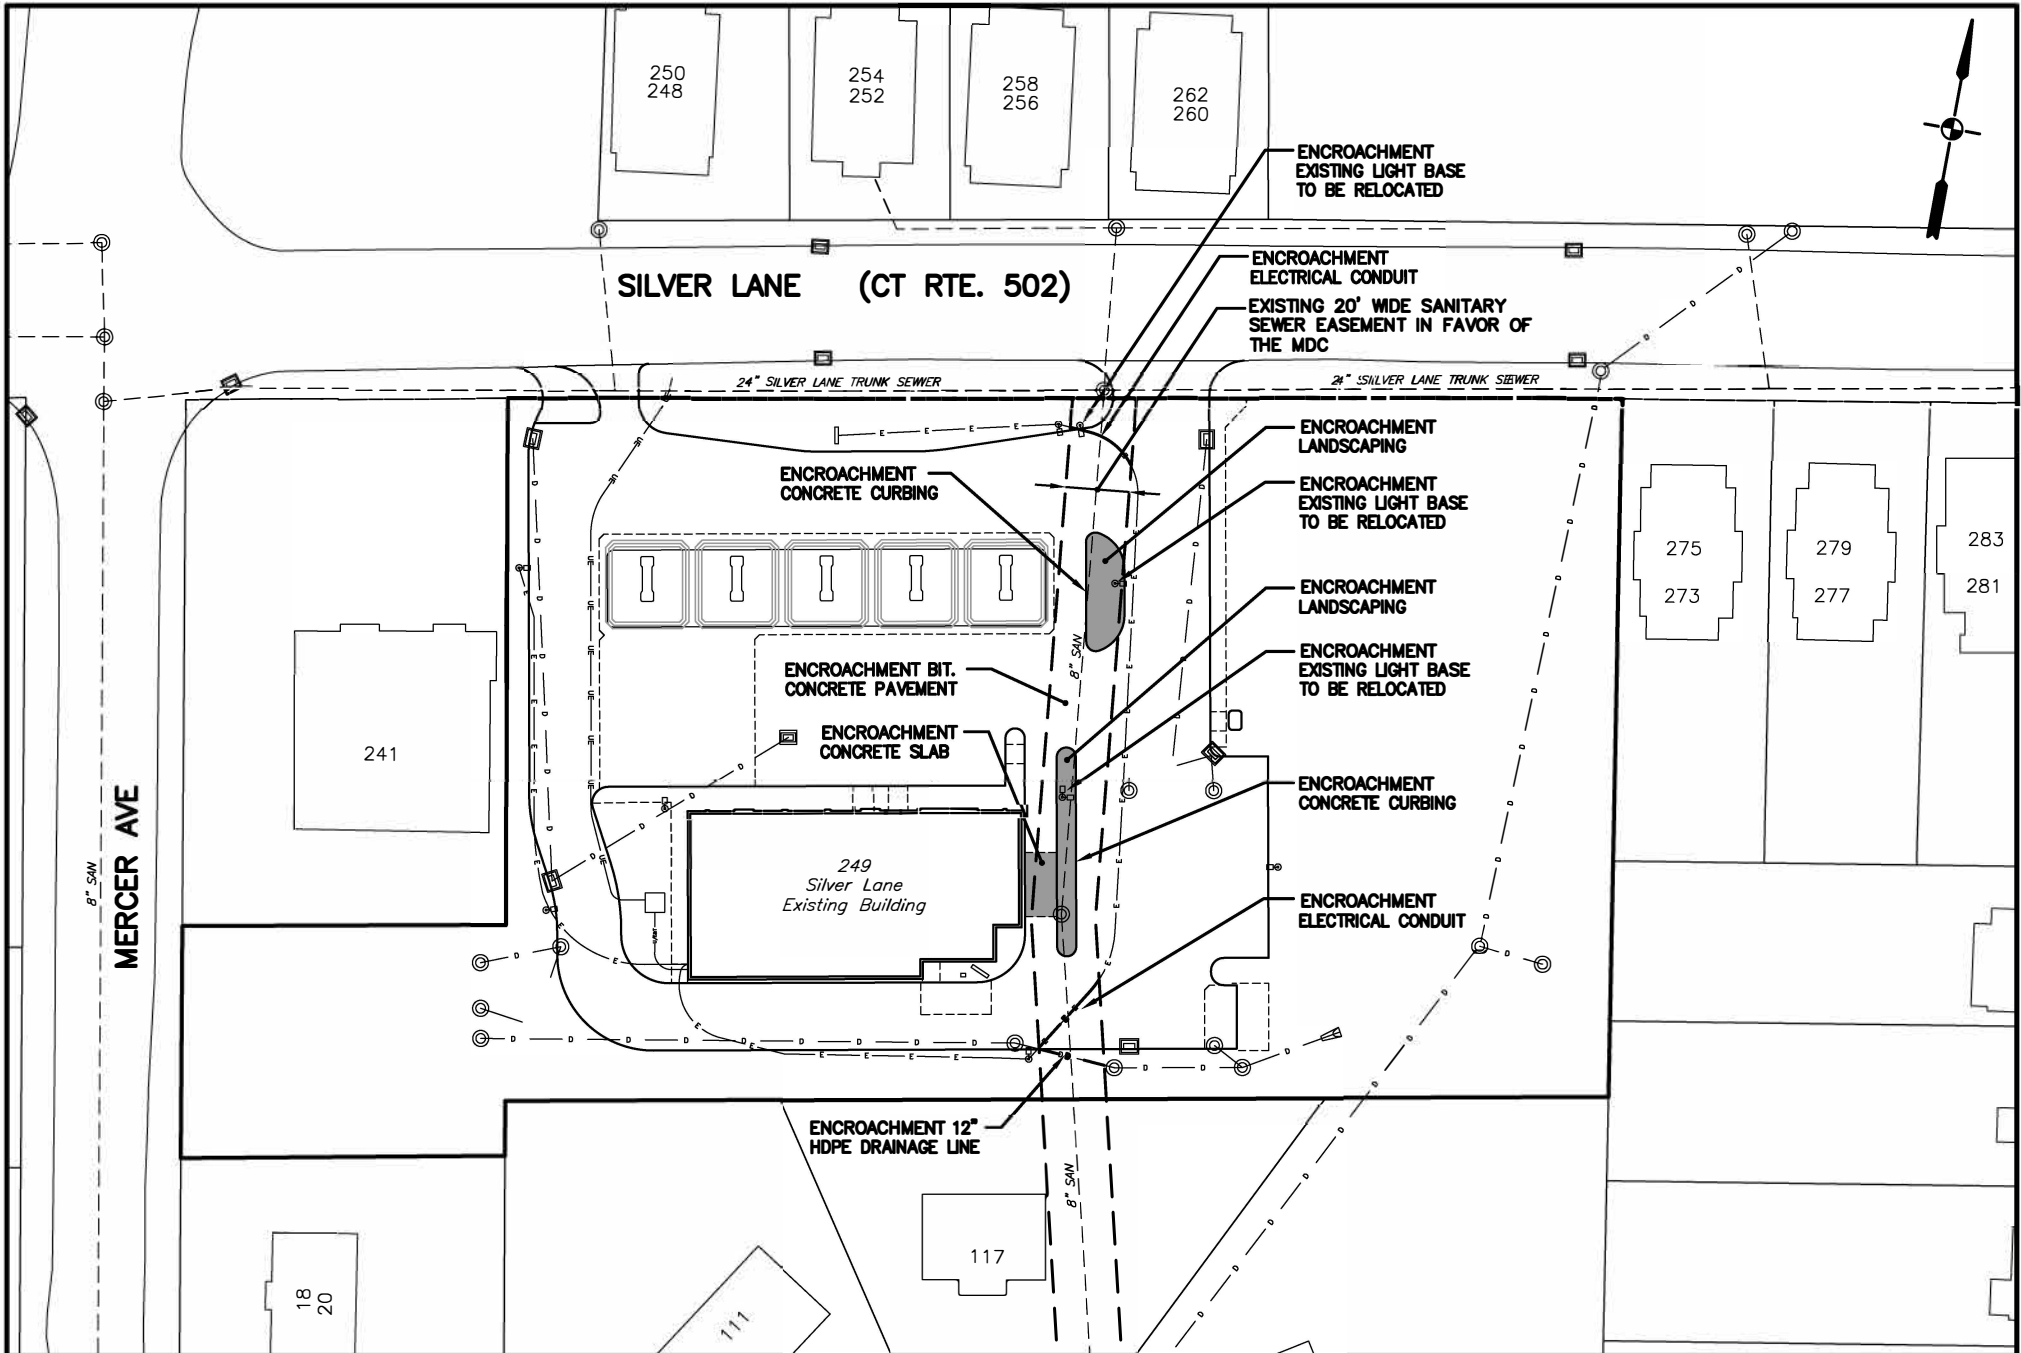 250
248
254
252
258
256
262
260
ENCROACHMENT
EXISTING LIGHT BASE
TO BE RELOCATED
SILVER LANE (CT RTE. 502)
ENCROACHMENT
ELECTRICAL CONDUIT
EXISTING 20' WIDE SANITARY
SEWER EASEMENT IN FAVOR OF
THE MDC
24" SILVER LANE TRUNK SEWER
24" SILVER LANE TRUNK SEWER
ENCROACHMENT
LANDSCAPING
ENCROACHMENT
CONCRETE CURBING
ENCROACHMENT
EXISTING LIGHT BASE
TO BE RELOCATED
275
273
279
277
283
281
ENCROACHMENT
LANDSCAPING
8" SAN
ENCROACHMENT BIT.
CONCRETE PAVEMENT
ENCROACHMENT
EXISTING LIGHT BASE
TO BE RELOCATED
ENCROACHMENT
CONCRETE SLAB
241
ENCROACHMENT
CONCRETE CURBING
MERCER AVE
8" SAN
249
Silver Lane
Existing Building
ENCROACHMENT
ELECTRICAL CONDUIT
ENCROACHMENT 12"
HDPE DRAINAGE LINE
8" SAN
117
111
18
20